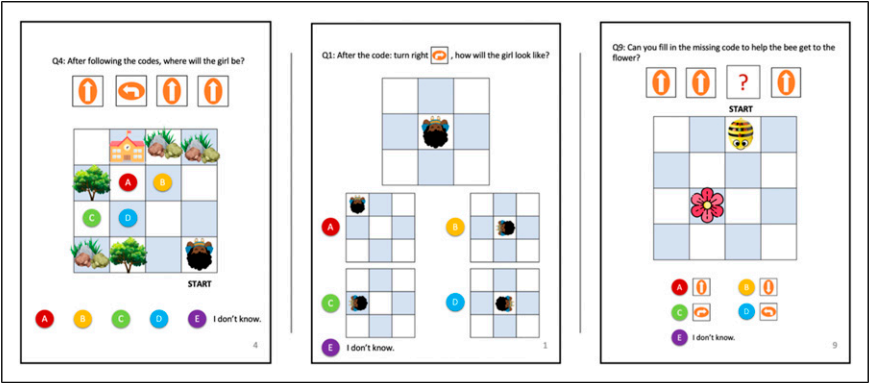 Q4: After following the codes, where will the girl be?
A B
C D
START
A B C D E I don't know.
4
Q1: After the code: turn right , how will the girl look like?
A B
C D
E I don't know.
1
Q9: Can you fill in the missing code to help the bee get to the
flower?
?
START
A B
C D
E I don't know.
9